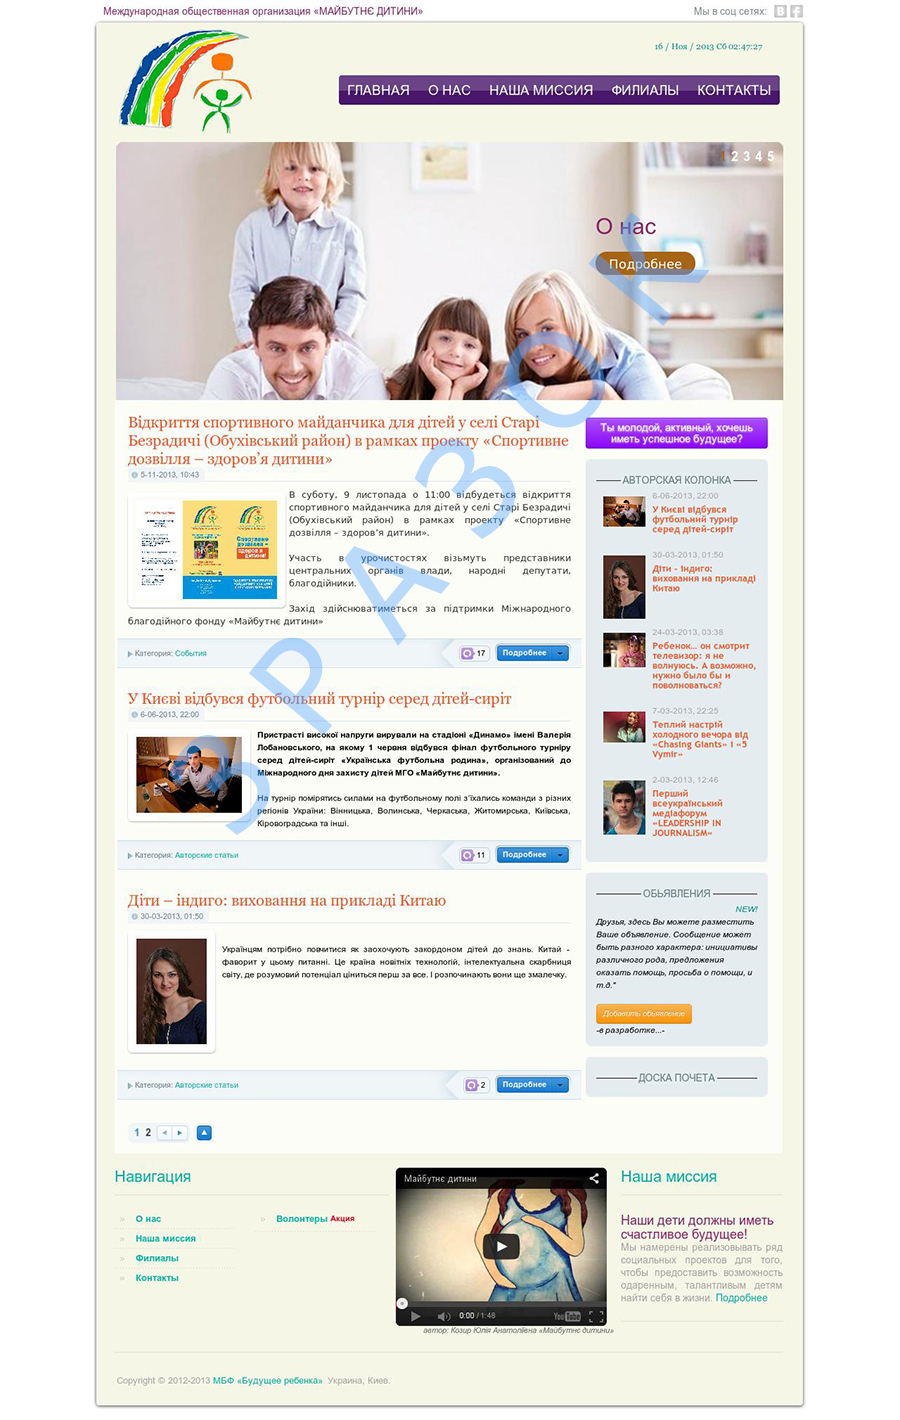 Международная общественная организация «МАЙБУТНЄ ДИТИНИ»
Мы в соц сетях:
16 / Ноя / 2013 Сб 02:47:27
ГЛАВНАЯ О НАС НАША МИССИЯ ФИЛИАЛЫ КОНТАКТЫ
1 2 3 4 5
О нас
Подробнее
ЗРАЗОК
Відкриття спортивного майданчика для дітей у селі Старі
Безрадичі (Обухівський район) в рамках проекту «Спортивне
дозвілля – здоров’я дитини»
5-11-2013, 10:43
В суботу, 9 листопада о 11:00 відбудеться відкриття
спортивного майданчика для дітей у селі Старі Безрадичі
(Обухівський район) в рамках проекту «Спортивне
дозвілля – здоров’я дитини».
Участь в урочистостях візьмуть представники
центральних органів влади, народні депутати,
благодійники.
Захід здійснюватиметься за підтримки Міжнародного
благодійного фонду «Майбутнє дитини»
Категория: События
17
Подробнее
У Києві відбувся футбольний турнір серед дітей-сиріт
6-06-2013, 22:00
Пристрасті високої напруги вирували на стадіоні «Динамо» імені Валерія
Лобановського, на якому 1 червня відбувся фінал футбольного турніру
серед дітей-сиріт «Українська футбольна родина», організований до
Міжнародного дня захисту дітей МГО «Майбутнє дитини».
На турнір помірятись силами на футбольному полі з’їхались команди з різних
регіонів України: Вінницька, Волинська, Черкаська, Житомирська, Київська,
Кіровоградська та інші.
Категория: Авторские статьи
11
Подробнее
Діти – індиго: виховання на прикладі Китаю
30-03-2013, 01:50
Українцям потрібно повчитися як заохочують закордоном дітей до знань. Китай -
фаворит у цьому питанні. Це країна новітніх технологій, інтелектуальна скарбниця
світу, де розумовий потенціал ціниться перш за все. І розпочинають вони ще змалечку.
Категория: Авторские статьи
2
Подробнее
1 2
Ты молодой, активный, хочешь
иметь успешное будущее?
АВТОРСКАЯ КОЛОНКА
6-06-2013, 22:00
У Києві відбувся
футбольний турнір
серед дітей-сиріт
30-03-2013, 01:50
Діти - індиго:
виховання на прикладі
Китаю
24-03-2013, 03:38
Ребенок... он смотрит
телевизор: я не
волнуюсь. А возможно,
нужно было бы и
поволноваться?
7-03-2013, 22:25
Теплий настрій
холодного вечора від
«Chasing Giants» і «5
Vymir»
2-03-2013, 12:46
Перший
всеукраїнський
медіафорум
«LEADERSHIP IN
JOURNALISM»
ОБЬЯВЛЕНИЯ
NEW!
Друзья, здесь Вы можете разместить
Ваше объявление. Сообщение может
быть разного характера: инициативы
различного рода, предложения
оказать помощь, просьба о помощи, и
т.д."
Добавить объявление
-в разработке...-
ДОСКА ПОЧЕТА
Навигация
» О нас
» Наша миссия
» Филиалы
» Контакты
» Волонтеры Акция
Майбутнє дитини
0:00 / 1:48
YouTube
автор: Козир Юлія Анатоліївна «Майбутнє дитини»
Наша миссия
Наши дети должны иметь
счастливое будущее!
Мы намерены реализовывать ряд
социальных проектов для того,
чтобы предоставить возможность
одаренным, талантливым детям
найти себя в жизни. Подробнее
Copyright © 2012-2013 МБФ «Будущее ребенка» Украина, Киев.